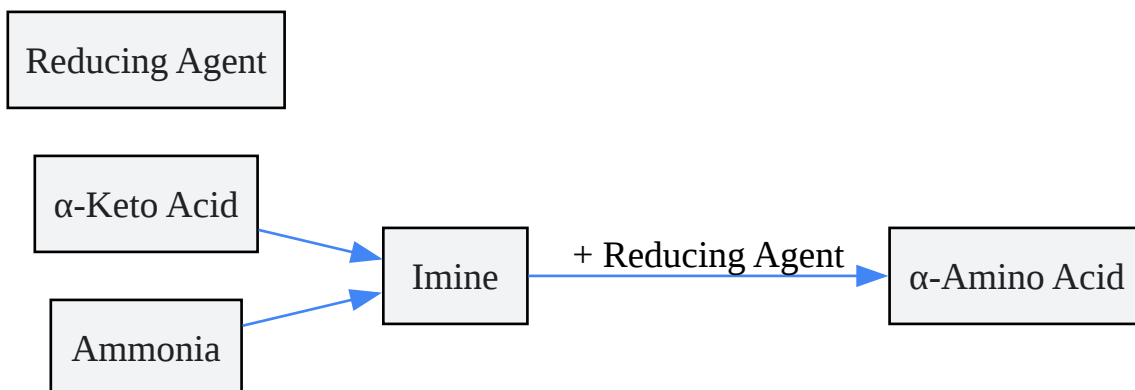 Reducing Agent
α-Keto Acid
Ammonia
Imine
+ Reducing Agent
α-Amino Acid